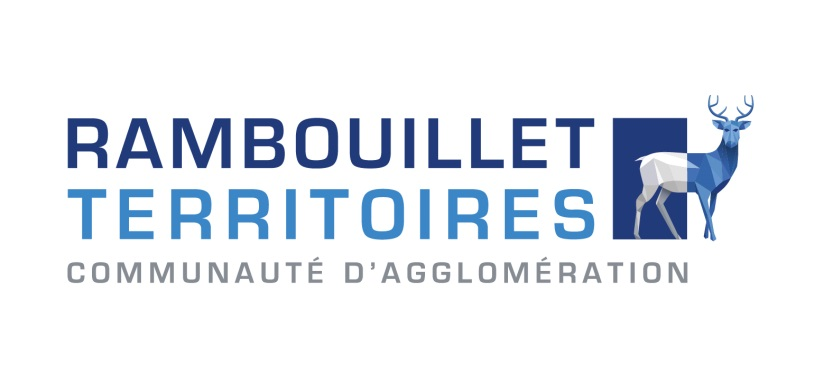 RAMBOUILLET
TERRITOIRES
COMMUNAUTÉ D'AGGLOMÉRATION